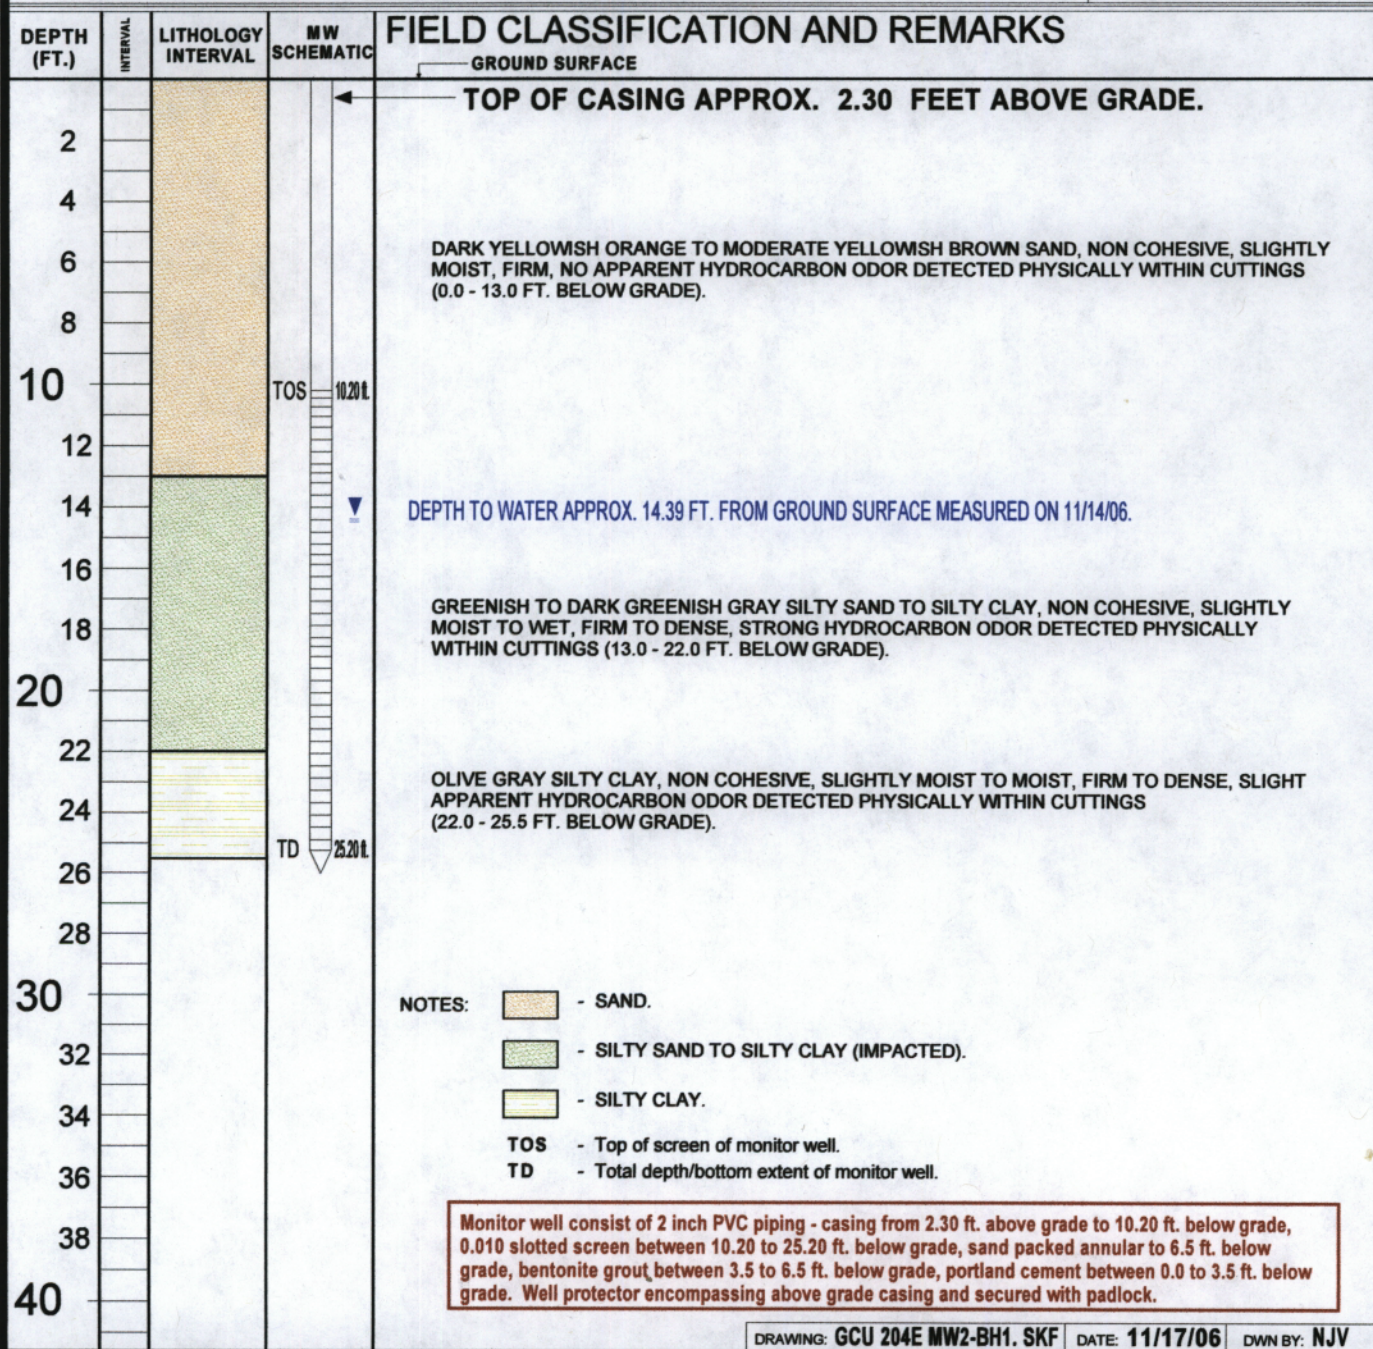 DEPTH
(FT.)
INTERVAL
LITHOLOGY
INTERVAL
MW
SCHEMATIC
FIELD CLASSIFICATION AND REMARKS
GROUND SURFACE
TOP OF CASING APPROX. 2.30 FEET ABOVE GRADE.
2
4
DARK YELLOWISH ORANGE TO MODERATE YELLOWISH BROWN SAND, NON COHESIVE, SLIGHTLY
6
MOIST, FIRM, NO APPARENT HYDROCARBON ODOR DETECTED PHYSICALLY WITHIN CUTTINGS
(0.0 - 13.0 FT. BELOW GRADE).
8
10
TOS
10.20 ft.
12
14
DEPTH TO WATER APPROX. 14.39 FT. FROM GROUND SURFACE MEASURED ON 11/14/06.
16
GREENISH TO DARK GREENISH GRAY SILTY SAND TO SILTY CLAY, NON COHESIVE, SLIGHTLY
18
MOIST TO WET, FIRM TO DENSE, STRONG HYDROCARBON ODOR DETECTED PHYSICALLY
WITHIN CUTTINGS (13.0 - 22.0 FT. BELOW GRADE).
20
22
OLIVE GRAY SILTY CLAY, NON COHESIVE, SLIGHTLY MOIST TO MOIST, FIRM TO DENSE, SLIGHT
24
APPARENT HYDROCARBON ODOR DETECTED PHYSICALLY WITHIN CUTTINGS
(22.0 - 25.5 FT. BELOW GRADE).
TD
25.20 ft.
26
28
30
NOTES:
- SAND.
32
- SILTY SAND TO SILTY CLAY (IMPACTED).
34
- SILTY CLAY.
TOS - Top of screen of monitor well.
36
TD - Total depth/bottom extent of monitor well.
38
Monitor well consist of 2 inch PVC piping - casing from 2.30 ft. above grade to 10.20 ft. below grade,
0.010 slotted screen between 10.20 to 25.20 ft. below grade, sand packed annular to 6.5 ft. below
grade, bentonite grout between 3.5 to 6.5 ft. below grade, portland cement between 0.0 to 3.5 ft. below
grade. Well protector encompassing above grade casing and secured with padlock.
40
DRAWING: GCU 204E MW2-BH1. SKF DATE: 11/17/06 DWN BY: NJV